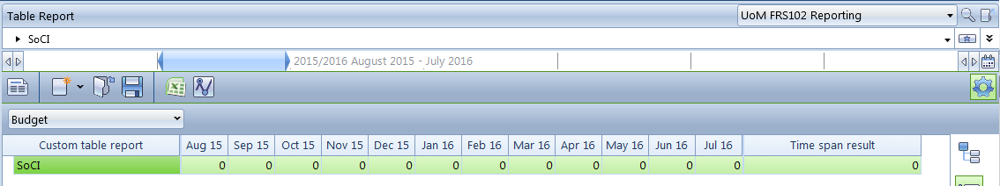 Table Report UoM FRS102 Reporting
SoCI
2015/2016 August 2015 - July 2016
Budget
Custom table report Aug 15 Sep 15 Oct 15 Nov 15 Dec 15 Jan 16 Feb 16 Mar 16 Apr 16 May 16 Jun 16 Jul 16 Time span result
SoCI 0 0 0 0 0 0 0 0 0 0 0 0 0